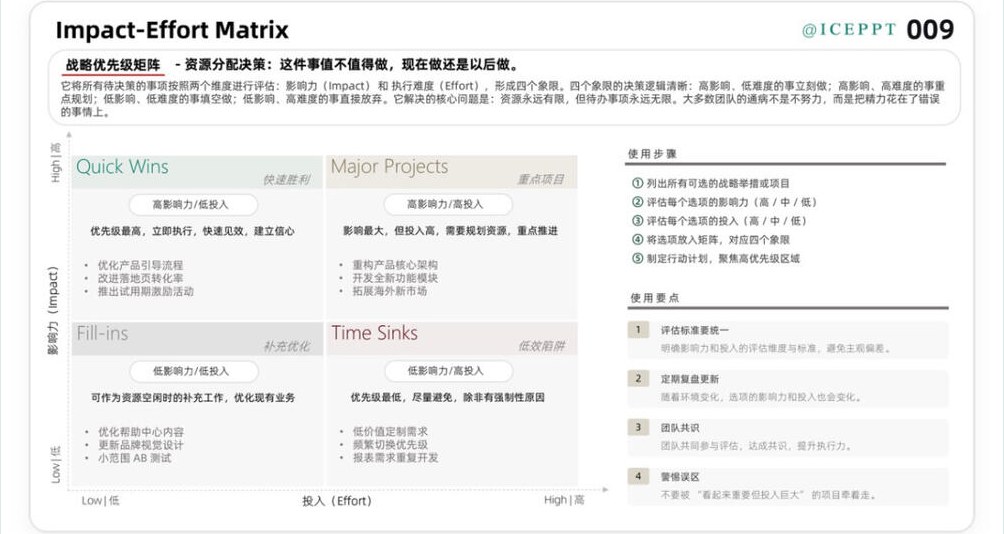 Impact-Effort Matrix
@ICEPPT 009
战略优先级矩阵 - 资源分配决策：这件事值不值得做，现在做还是以后做。
它将所有待决策的事项按照两个维度进行评估：影响力（Impact） 和 执行难度（Effort），形成四个象限。四个象限的决策逻辑清晰：高影响、低难度的事立刻做；高影响、高难度的事重
点规划；低影响、低难度的事填空做；低影响、高难度的事直接放弃。它解决的核心问题是：资源永远有限，但待办事项永远无限。大多数团队的通病不是不努力，而是把精力花在了错误
的事情上。
High|高
影响力（Impact）
Low|低
Quick Wins
快速胜利
高影响力/低投入
优先级最高，立即执行，快速见效，建立信心
• 优化产品引导流程
• 改进落地页转化率
• 推出试用期激励活动
Major Projects
重点项目
高影响力/高投入
影响最大，但投入高，需要规划资源，重点推进
• 重构产品核心架构
• 开发全新功能模块
• 拓展海外新市场
Fill-ins
补充优化
低影响力/低投入
可作为资源空闲时的补充工作，优化现有业务
• 优化帮助中心内容
• 更新品牌视觉设计
• 小范围 AB 测试
Time Sinks
低效陷阱
低影响力/高投入
优先级最低，尽量避免，除非有强制性原因
• 低价值定制需求
• 频繁切换优先级
• 报表需求重复开发
Low|低
投入（Effort）
High|高
使用步骤
① 列出所有可选的战略举措或项目
② 评估每个选项的影响力（高 / 中 / 低）
③ 评估每个选项的投入（高 / 中 / 低）
④ 将选项放入矩阵，对应四个象限
⑤ 制定行动计划，聚焦高优先级区域
使用要点
1 评估标准要统一
明确影响力和投入的评估维度与标准，避免主观偏差。
2 定期复盘更新
随着环境变化，选项的影响力和投入也会变化。
3 团队共识
团队共同参与评估，达成共识，提升执行力。
4 警惕误区
不要被 “看起来重要但投入巨大” 的项目牵着走。